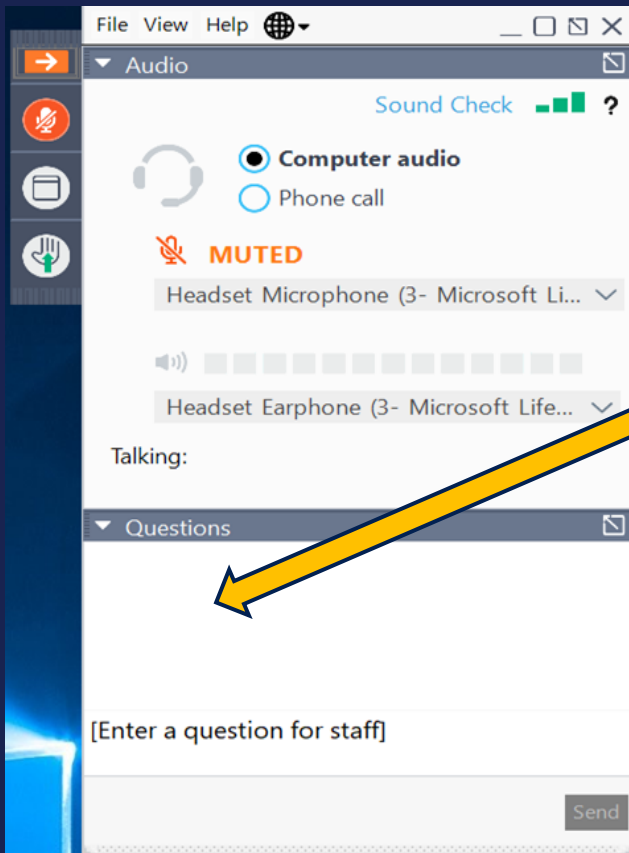 File View Help
Audio
Sound Check ?
Computer audio
Phone call
MUTED
Headset Microphone (3- Microsoft Li...
Headset Earphone (3- Microsoft Life...
Talking:
Questions
[Enter a question for staff]
Send